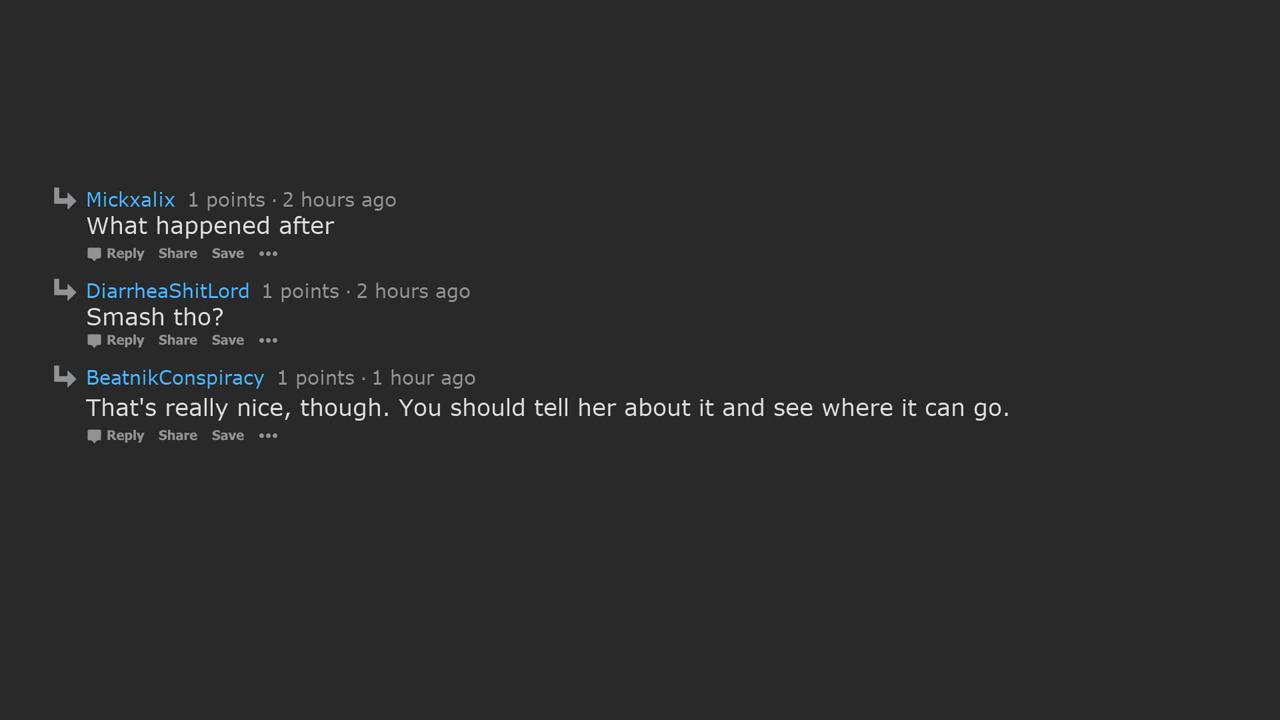 Mickxalix 1 points · 2 hours ago
What happened after
Reply Share Save •••
DiarrheaShitLord 1 points · 2 hours ago
Smash tho?
Reply Share Save •••
BeatnikConspiracy 1 points · 1 hour ago
That's really nice, though. You should tell her about it and see where it can go.
Reply Share Save •••